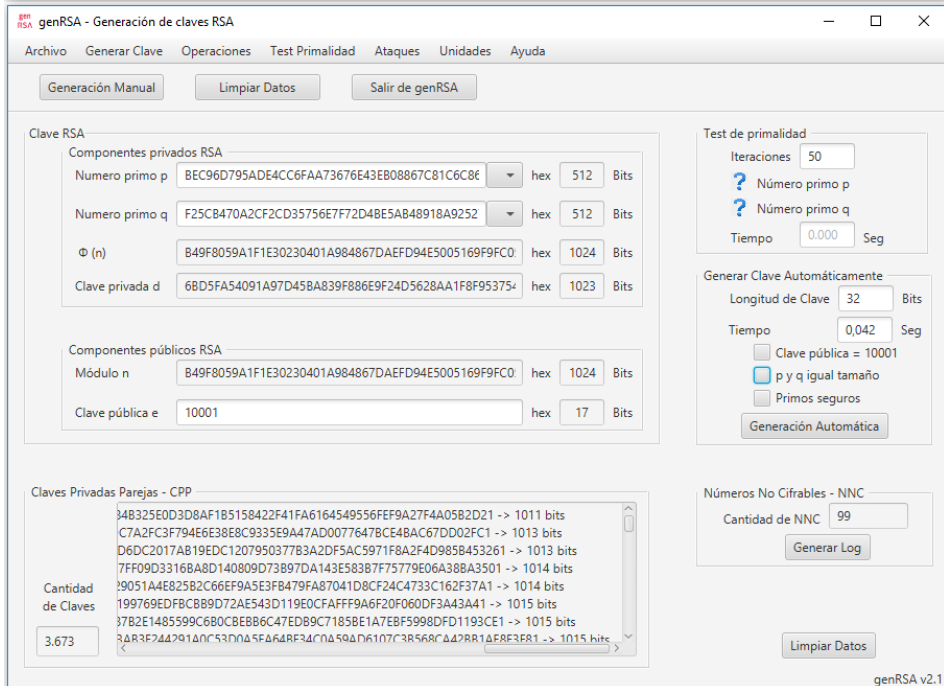 gen RSA genRSA - Generación de claves RSA
Archivo Generar Clave Operaciones Test Primalidad Ataques Unidades Ayuda
Generación Manual Limpiar Datos Salir de genRSA
Clave RSA
Componentes privados RSA
Numero primo p BEC96D795ADE4CC6FAA73676E43EB08867C81C6C86 hex 512 Bits
Numero primo q F25CB470A2CF2CD35756E7F72D4BE5AB48918A9252 hex 512 Bits
Φ (n) B49F8059A1F1E30230401A984867DAEFD94E5005169F9FC0 hex 1024 Bits
Clave privada d 6BD5FA54091A97D45BA839F886E9F24D5628AA1F8F953754 hex 1023 Bits
Componentes públicos RSA
Módulo n B49F8059A1F1E30230401A984867DAEFD94E5005169F9FC0 hex 1024 Bits
Clave pública e 10001 hex 17 Bits
Test de primalidad
Iteraciones 50
? Número primo p
? Número primo q
Tiempo 0.000 Seg
Generar Clave Automáticamente
Longitud de Clave 32 Bits
Tiempo 0,042 Seg
Clave pública = 10001
p y q igual tamaño
Primos seguros
Generación Automática
Claves Privadas Parejas - CPP
34B325E0D3D8AF1B5158422F41FA6164549556FEF9A27F4A05B2D21 -> 1011 bits
C7A2FC3F794E6E38E8C9335E9A47AD0077647BCE4BAC67DD02FC1 -> 1013 bits
D6DC2017AB19EDC1207950377B3A2DF5AC5971F8A2F4D985B453261 -> 1013 bits
7FF09D3316BA8D140809D73B97DA143E583B7F75779E06A38BA3501 -> 1014 bits
29051A4E825B2C66EF9A5E3FB479FA87041D8CF24C4733C162F37A1 -> 1014 bits
199769EDFBCBB9D72AE543D119E0CFAFFF9A6F20F060DF3A43A41 -> 1015 bits
37B2E1485599C6B0CBEBB6C47EDB9C7185BE1A7EBF5998DFD1193CE1 -> 1015 bits
3AB3F244291A0C53D0A5FA64BF34C0A59AD6107C3B568CA42BB1AF8F3F81 -> 1015 bits
Cantidad
de Claves
3.673
Números No Cifrables - NNC
Cantidad de NNC 99
Generar Log
Limpiar Datos
genRSA v2.1